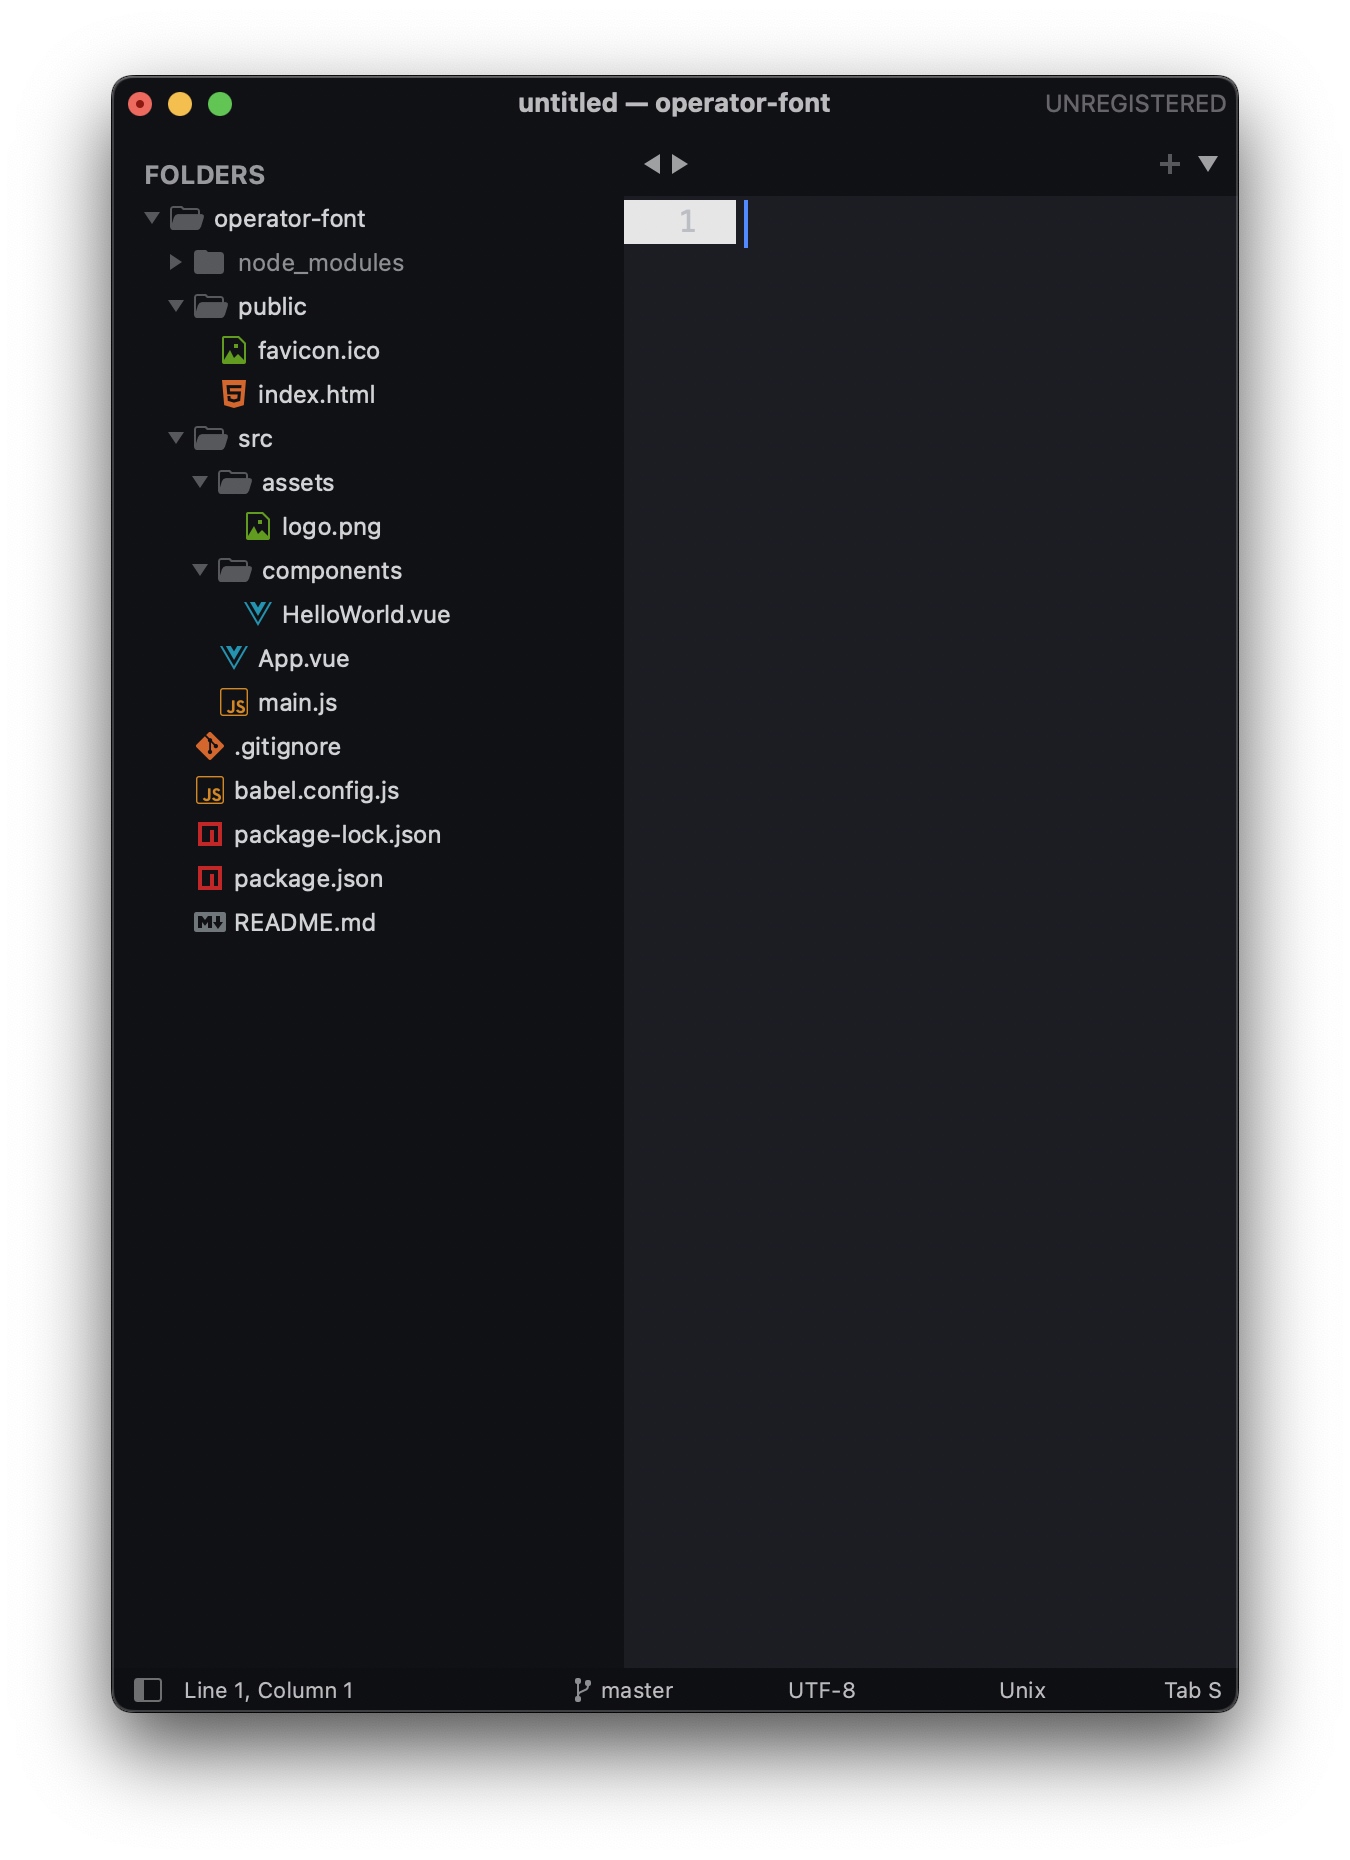 untitled — operator-font
UNREGISTERED
FOLDERS
operator-font
node_modules
public
favicon.ico
index.html
src
assets
logo.png
components
HelloWorld.vue
App.vue
JS main.js
.gitignore
JS babel.config.js
package-lock.json
package.json
M README.md
1
Line 1, Column 1
master
UTF-8
Unix
Tab S